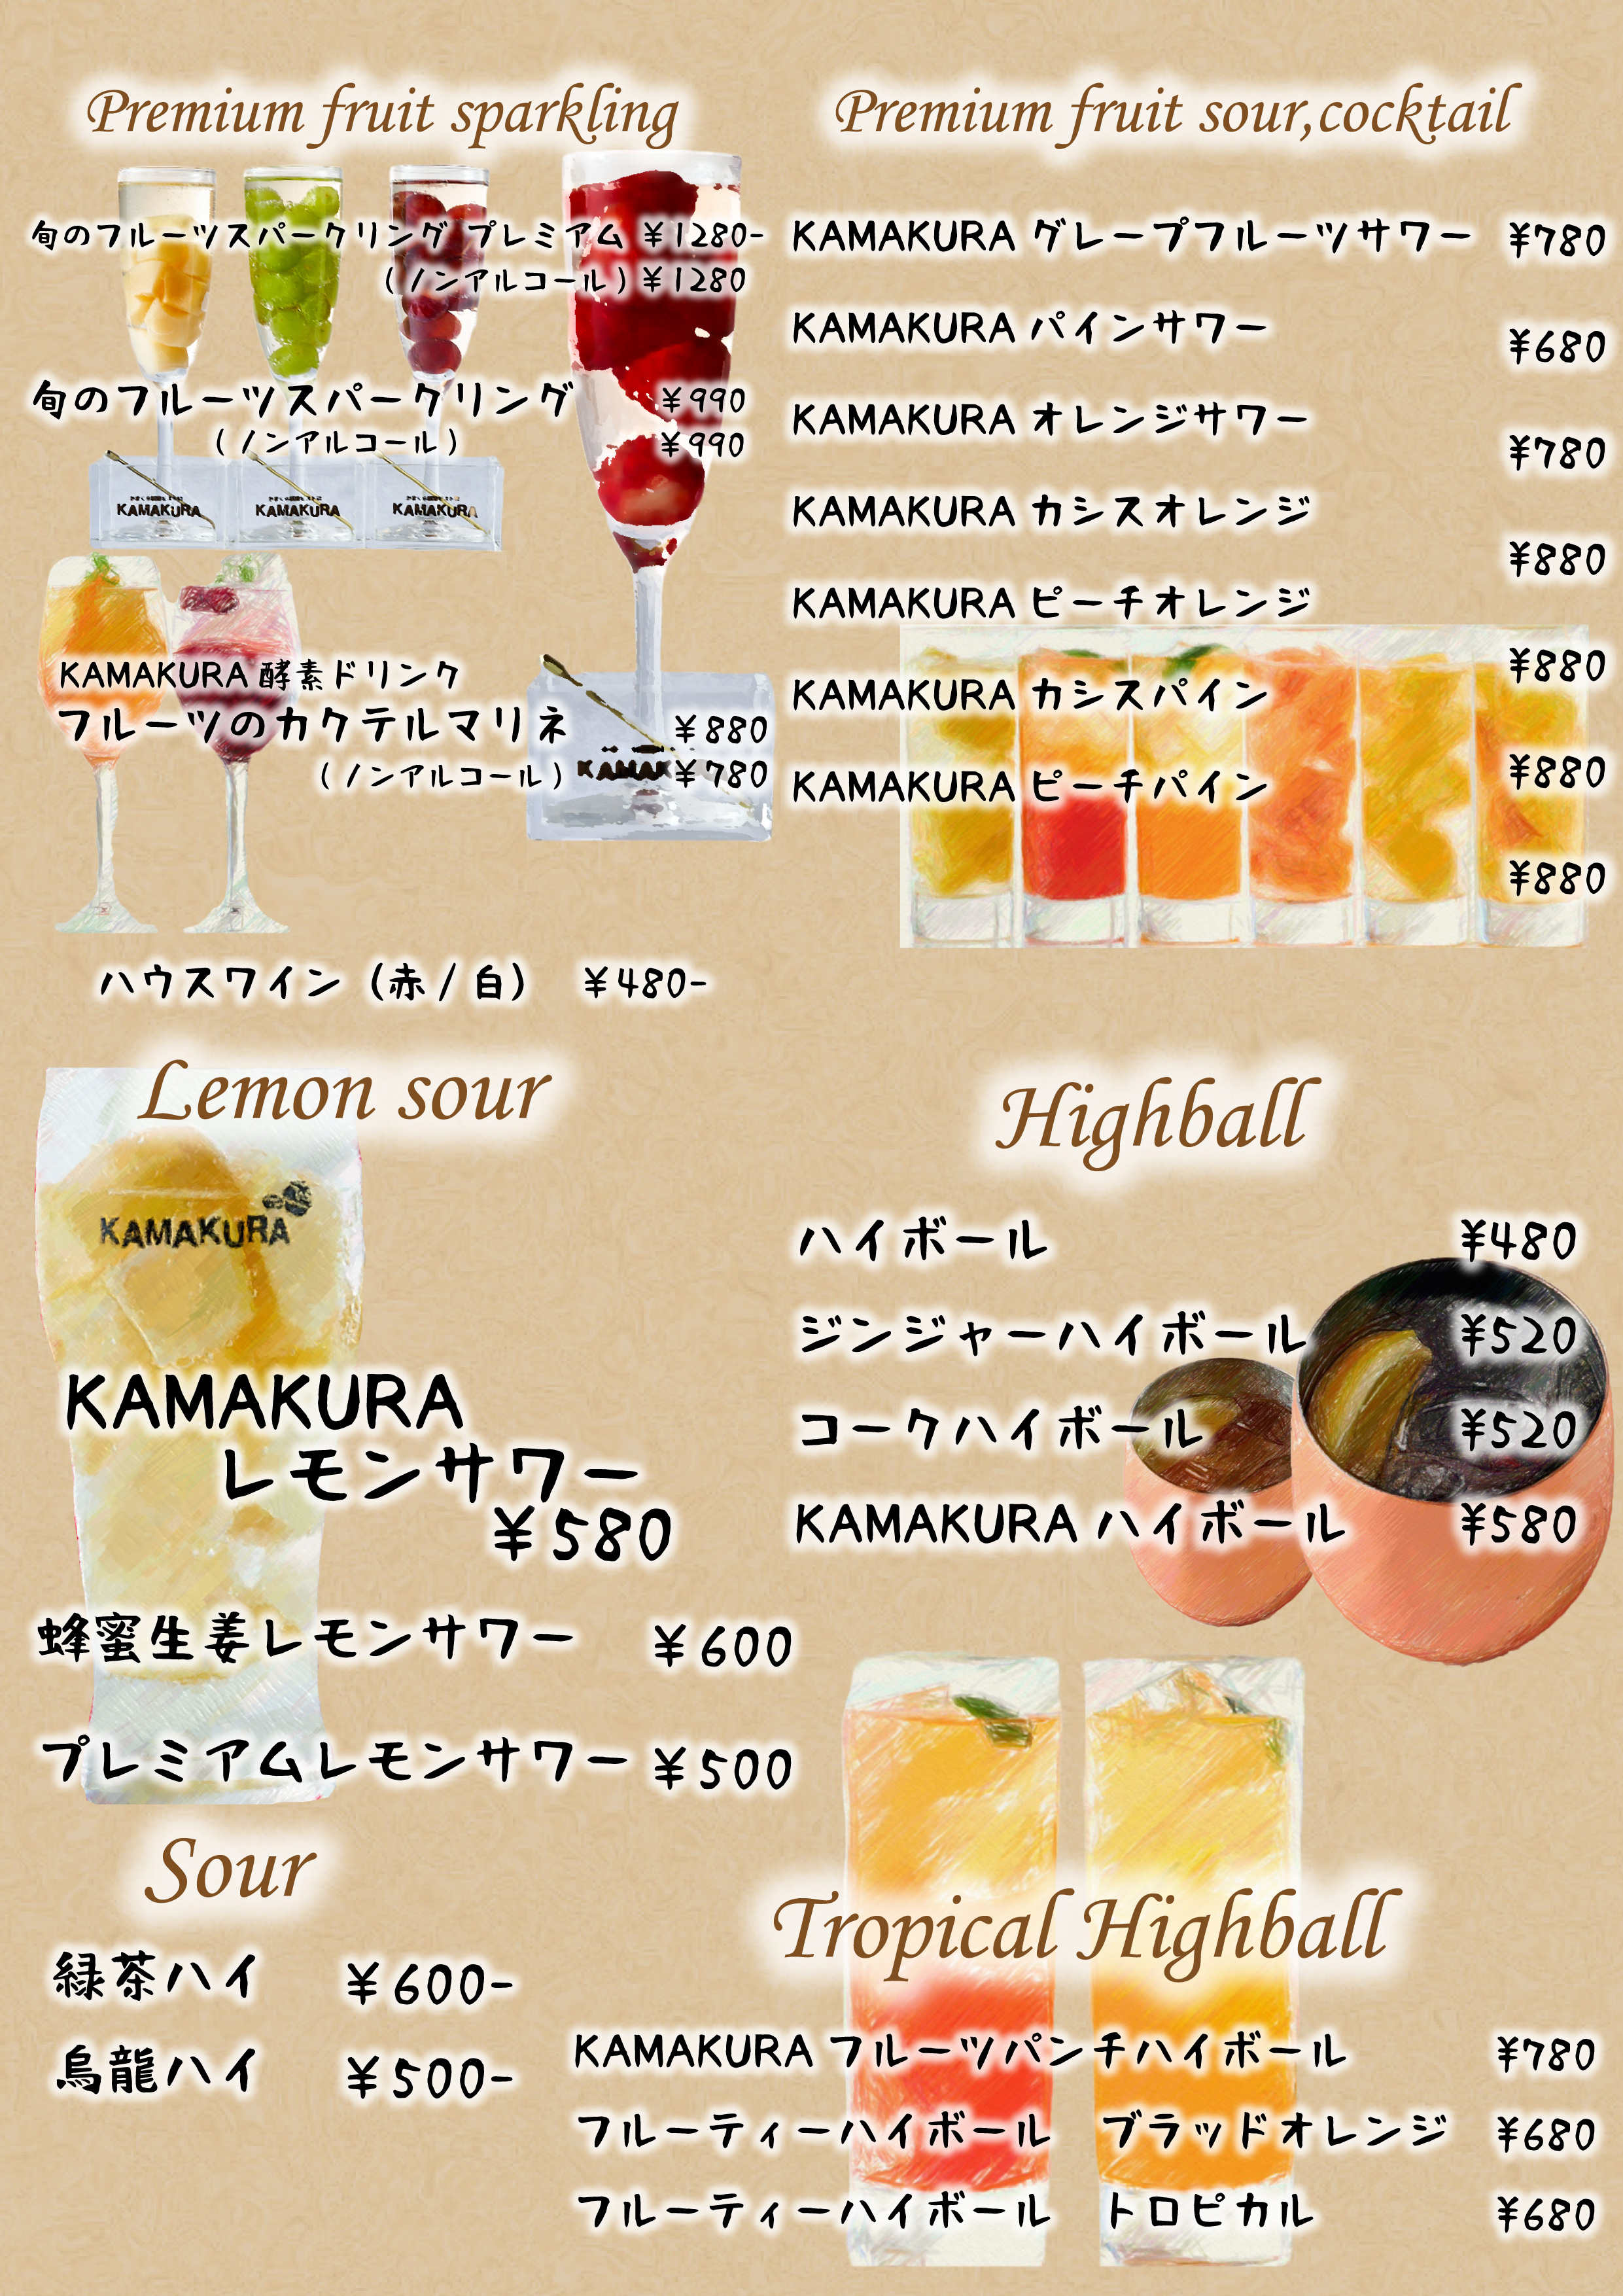 Premium fruit sparkling
旬のフルーツスパークリング プレミアム ￥1280-
(ノンアルコール) ￥1280
旬のフルーツスパークリング ￥990
(ノンアルコール) ￥990
KAMAKURA KAMAKURA KAMAKURA
KAMAKURA 酵素ドリンク
フルーツのカクテルマリネ ￥880
(ノンアルコール) ￥780
ハウスワイン (赤/白) ￥480-
Premium fruit sour,cocktail
KAMAKURA グレープフルーツサワー ¥780
KAMAKURA パインサワー ¥680
KAMAKURA オレンジサワー ¥780
KAMAKURA カシスオレンジ ¥880
KAMAKURA ピーチオレンジ ¥880
KAMAKURA カシスパイン ¥880
KAMAKURA ピーチパイン ¥880
Lemon sour
KAMAKURA
KAMAKURA
レモンサワー
￥580
蜂蜜生姜レモンサワー ￥600
プレミアムレモンサワー ￥500
Highball
ハイボール ¥480
ジンジャーハイボール ¥520
コークハイボール ¥520
KAMAKURA ハイボール ¥580
Sour
緑茶ハイ ￥600-
烏龍ハイ ￥500-
Tropical Highball
KAMAKURA フルーツパンチハイボール ¥780
フルーティーハイボール ブラッドオレンジ ¥680
フルーティーハイボール トロピカル ¥680